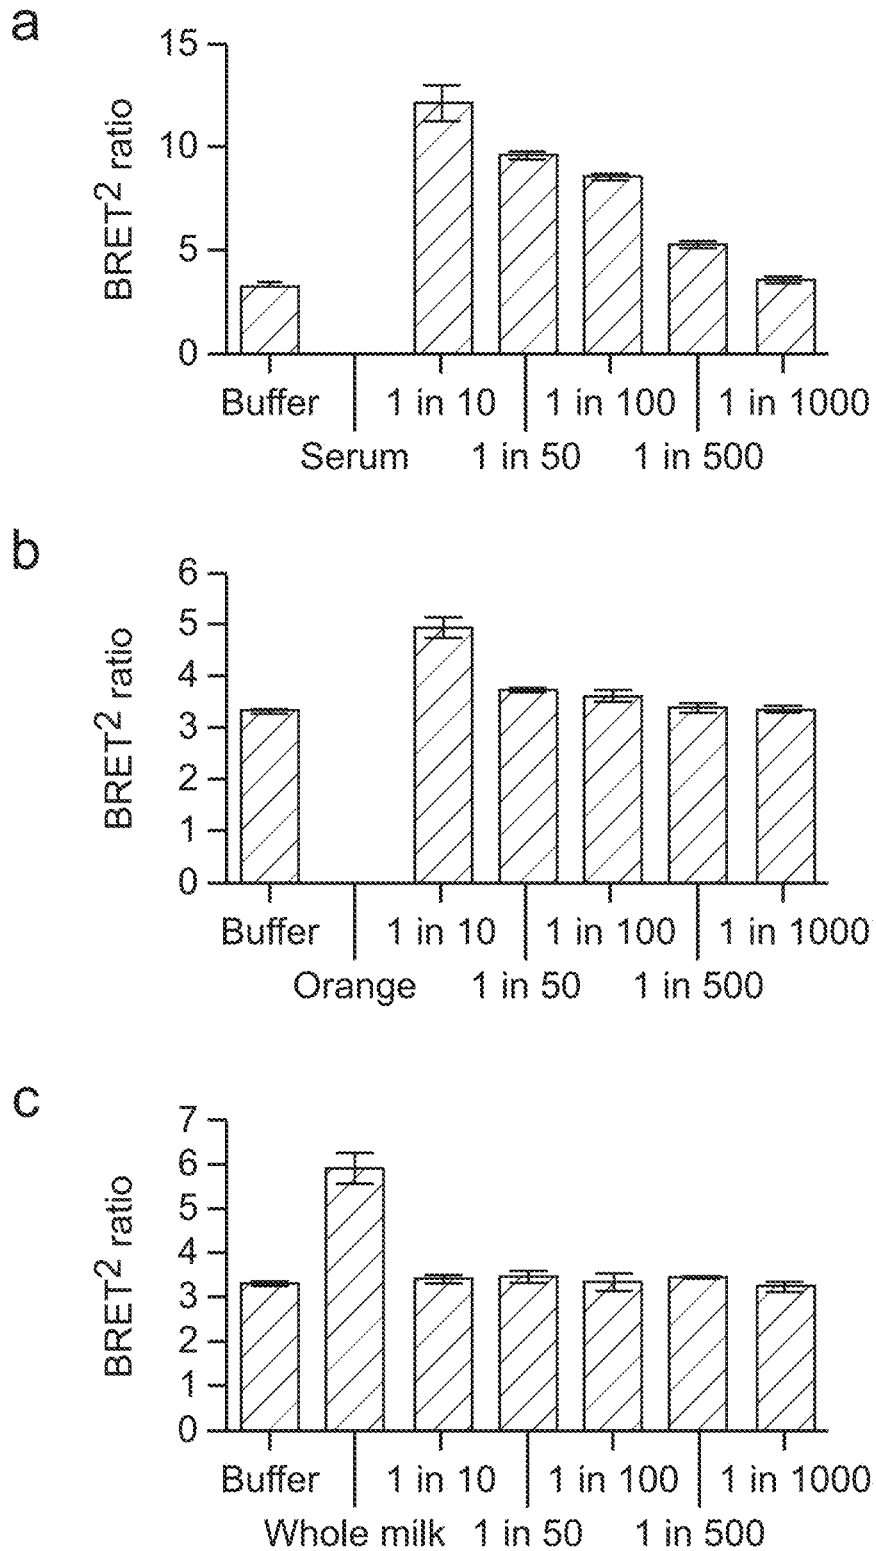 a
15
10
5
0
BRET2 ratio
Buffer 1 in 10 1 in 100 1 in 1000
Serum 1 in 50 1 in 500
b
6
5
4
3
2
1
0
BRET2 ratio
Buffer 1 in 10 1 in 100 1 in 1000
Orange 1 in 50 1 in 500
c
7
6
5
4
3
2
1
0
BRET2 ratio
Buffer 1 in 10 1 in 100 1 in 1000
Whole milk 1 in 50 1 in 500